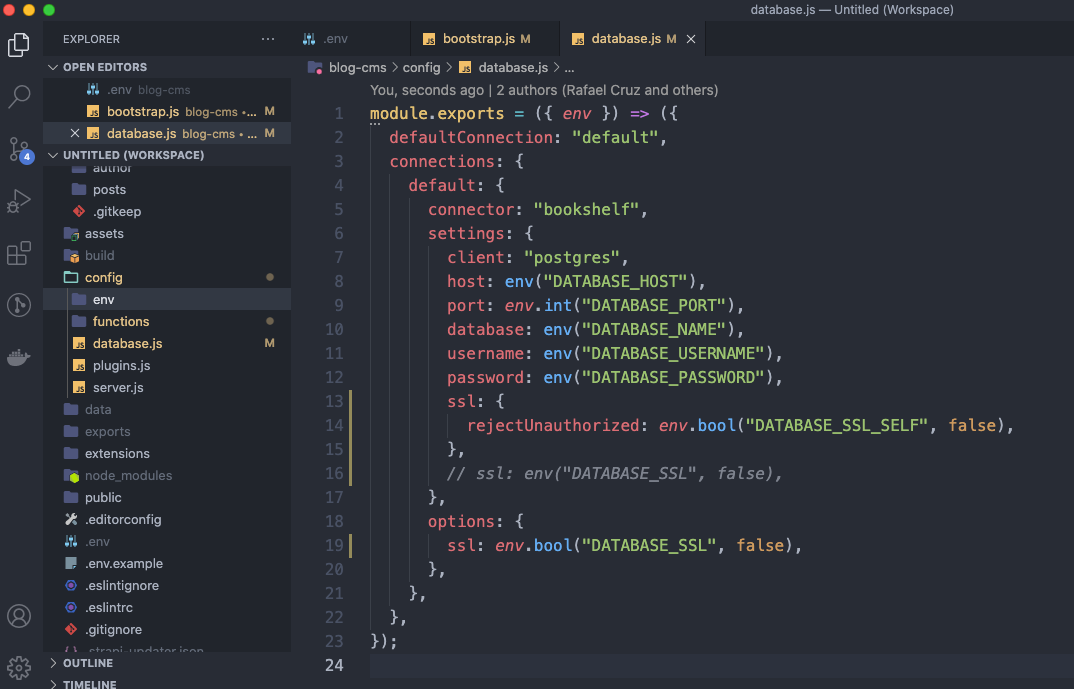 database.js — Untitled (Workspace)
EXPLORER
OPEN EDITORS
.env blog-cms
bootstrap.js blog-cms •... M
database.js blog-cms • ... M
4
UNTITLED (WORKSPACE)
author
posts
.gitkeep
assets
build
config
env
functions
database.js M
plugins.js
server.js
data
exports
extensions
node_modules
public
.editorconfig
.env
.env.example
.eslintignore
.eslintrc
.gitignore
.strapi-updater.json
OUTLINE
TIMELINE
.env
JS bootstrap.js M
JS database.js M
blog-cms > config > JS database.js > ...
You, seconds ago | 2 authors (Rafael Cruz and others)
1 module.exports = ({ env }) => ({
2 defaultConnection: "default",
3 connections: {
4 default: {
5 connector: "bookshelf",
6 settings: {
7 client: "postgres",
8 host: env("DATABASE_HOST"),
9 port: env.int("DATABASE_PORT"),
10 database: env("DATABASE_NAME"),
11 username: env("DATABASE_USERNAME"),
12 password: env("DATABASE_PASSWORD"),
13 ssl: {
14 rejectUnauthorized: env.bool("DATABASE_SSL_SELF", false),
15 },
16 // ssl: env("DATABASE_SSL", false),
17 },
18 options: {
19 ssl: env.bool("DATABASE_SSL", false),
20 },
21 },
22 },
23 });
24